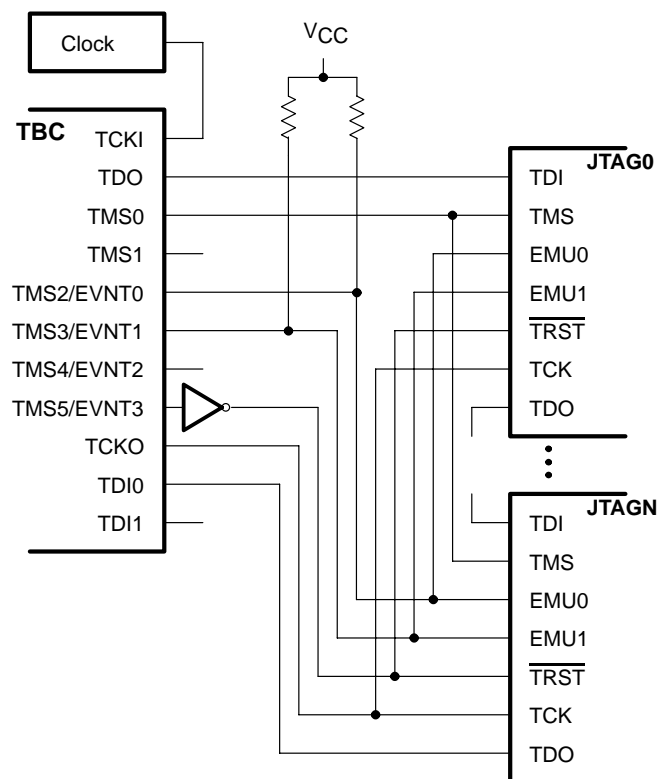 Clock
VCC
TBC
TCKI
TDO
TMS0
TMS1
TMS2/EVNT0
TMS3/EVNT1
TMS4/EVNT2
TMS5/EVNT3
TCKO
TDI0
TDI1
JTAG0
TDI
TMS
EMU0
EMU1
TRST
TCK
TDO
JTAGN
TDI
TMS
EMU0
EMU1
TRST
TCK
TDO